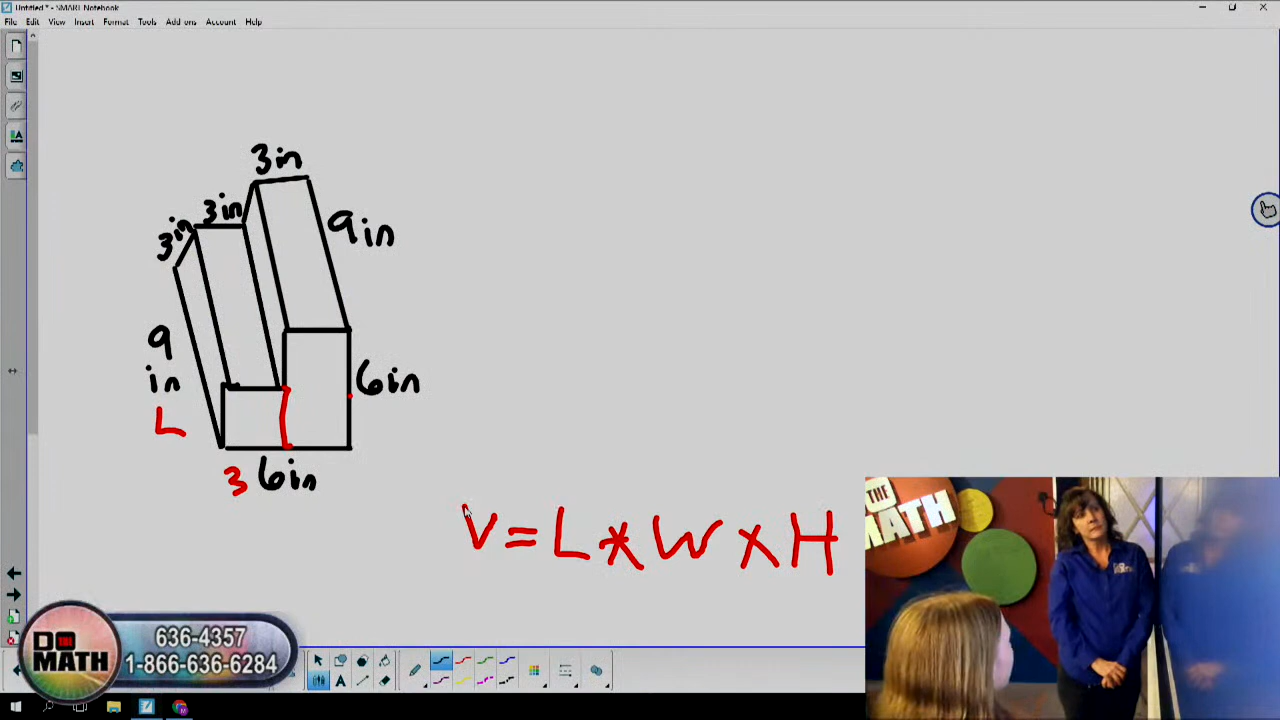 Untitled * - SMART Notebook
File Edit View Insert Format Tools Add-ons Account Help
3in
3in
3in
9in
9
in
6in
L
3 6in
V = L * W × H
THE
MATH
DO THE
MATH
636-4357
1-866-636-6284